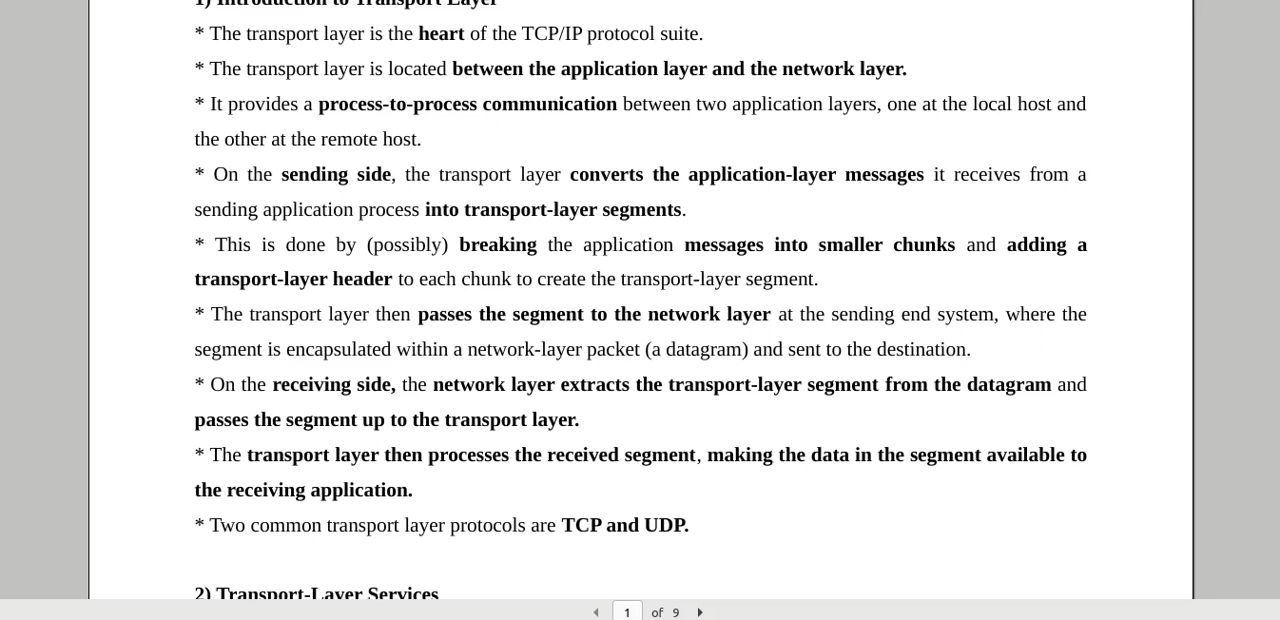 1) Introduction to Transport Layer
* The transport layer is the heart of the TCP/IP protocol suite.
* The transport layer is located between the application layer and the network layer.
* It provides a process-to-process communication between two application layers, one at the local host and
the other at the remote host.
* On the sending side, the transport layer converts the application-layer messages it receives from a
sending application process into transport-layer segments.
* This is done by (possibly) breaking the application messages into smaller chunks and adding a
transport-layer header to each chunk to create the transport-layer segment.
* The transport layer then passes the segment to the network layer at the sending end system, where the
segment is encapsulated within a network-layer packet (a datagram) and sent to the destination.
* On the receiving side, the network layer extracts the transport-layer segment from the datagram and
passes the segment up to the transport layer.
* The transport layer then processes the received segment, making the data in the segment available to
the receiving application.
* Two common transport layer protocols are TCP and UDP.
2) Transport-Layer Services
1 of 9